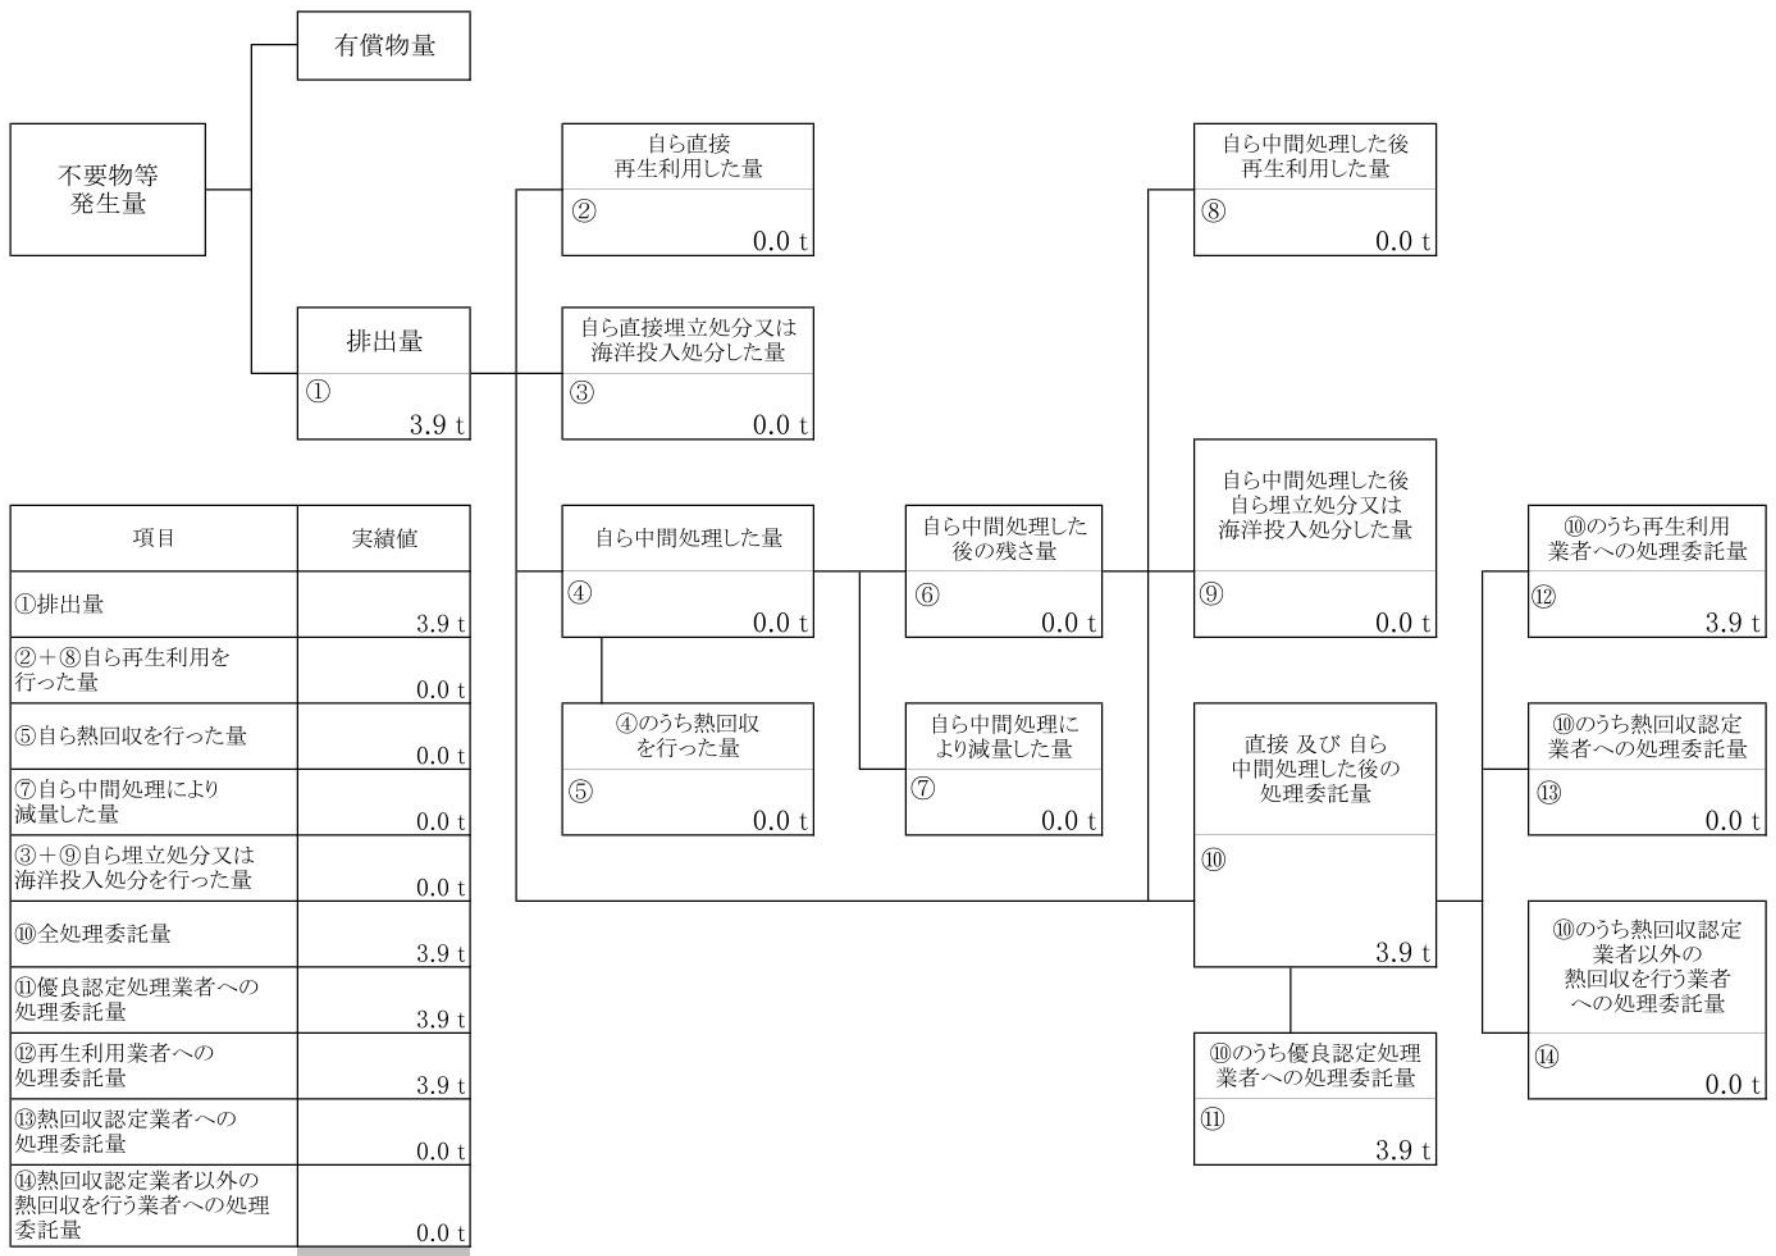 有償物量
不要物等
発生量
排出量
①
3.9 t
自ら直接
再生利用した量
②
0.0 t
自ら直接埋立処分又は
海洋投入処分した量
③
0.0 t
自ら中間処理した量
④
0.0 t
④のうち熱回収
を行った量
⑤
0.0 t
自ら中間処理した
後の残さ量
⑥
0.0 t
自ら中間処理に
より減量した量
⑦
0.0 t
自ら中間処理した後
再生利用した量
⑧
0.0 t
自ら中間処理した後
自ら埋立処分又は
海洋投入処分した量
⑨
0.0 t
直接 及び 自ら
中間処理した後の
処理委託量
⑩
3.9 t
⑩のうち優良認定処理
業者への処理委託量
⑪
3.9 t
⑩のうち再生利用
業者への処理委託量
⑫
3.9 t
⑩のうち熱回収認定
業者への処理委託量
⑬
0.0 t
⑩のうち熱回収認定
業者以外の
熱回収を行う業者
への処理委託量
⑭
0.0 t
項目 実績値
①排出量
3.9 t
②＋⑧自ら再生利用を
行った量
0.0 t
⑤自ら熱回収を行った量
0.0 t
⑦自ら中間処理により
減量した量
0.0 t
③＋⑨自ら埋立処分又は
海洋投入処分を行った量
0.0 t
⑩全処理委託量
3.9 t
⑪優良認定処理業者への
処理委託量
3.9 t
⑫再生利用業者への
処理委託量
3.9 t
⑬熱回収認定業者への
処理委託量
0.0 t
⑭熱回収認定業者以外の
熱回収を行う業者への処理
委託量
0.0 t